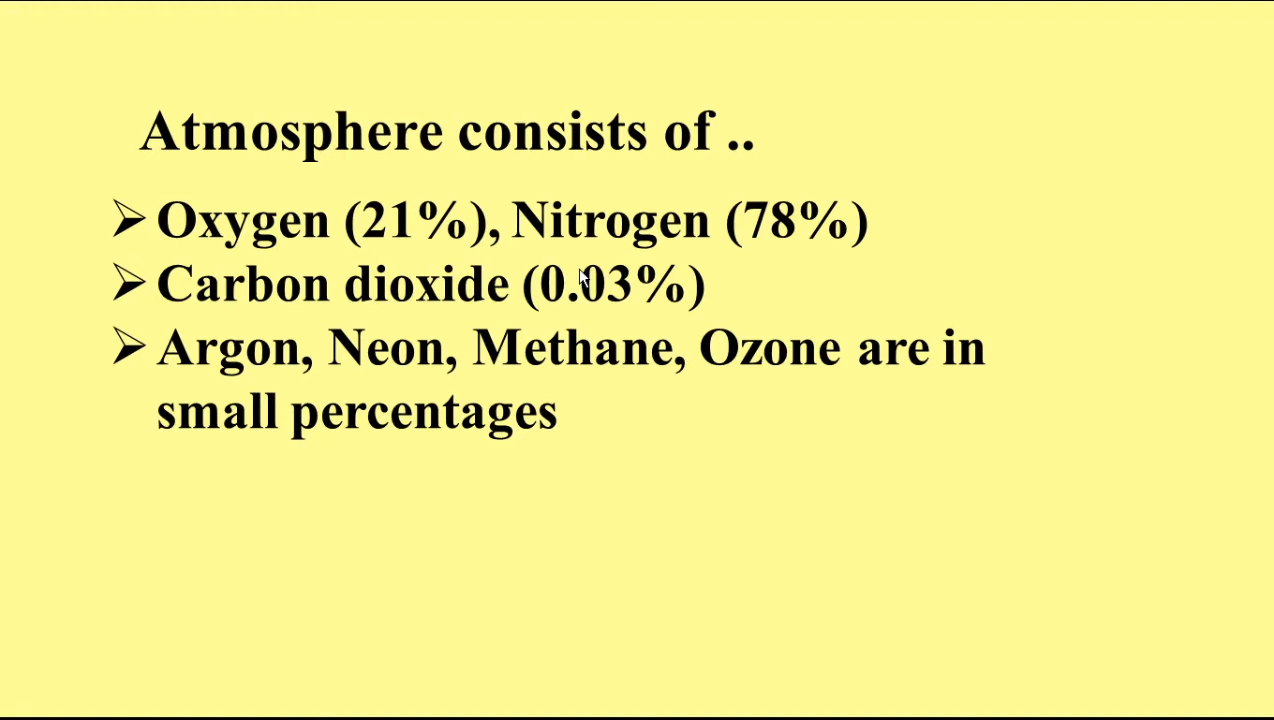 Atmosphere consists of ..
➢ Oxygen (21%), Nitrogen (78%)
➢ Carbon dioxide (0.03%)
➢ Argon, Neon, Methane, Ozone are in
small percentages